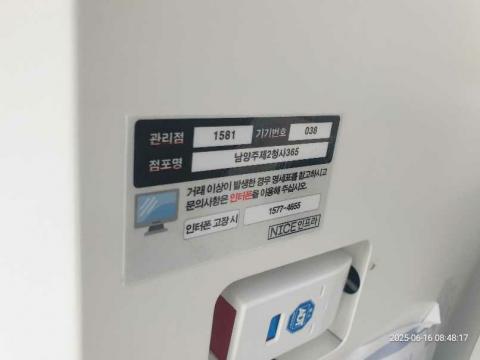 관리점 1581 기기번호 038
점포명 남양주제2청사365
거래 이상이 발생한 경우 명세표를 참고하시고
문의사항은 인터폰을 이용해 주십시오.
인터폰 고장 시 1577-4655
NICE인프라
ADT
2025-06-16 08:48:17